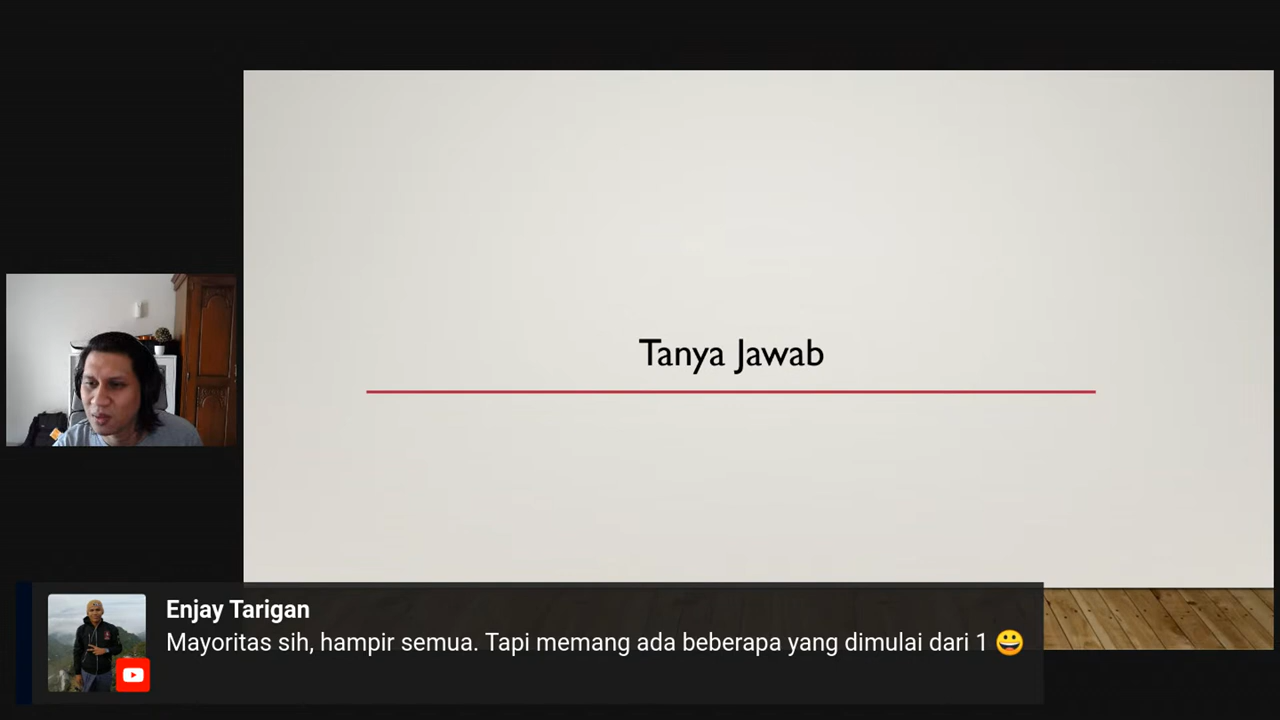 Tanya Jawab
Enjay Tarigan
Mayoritas sih, hampir semua. Tapi memang ada beberapa yang dimulai dari 1 😀